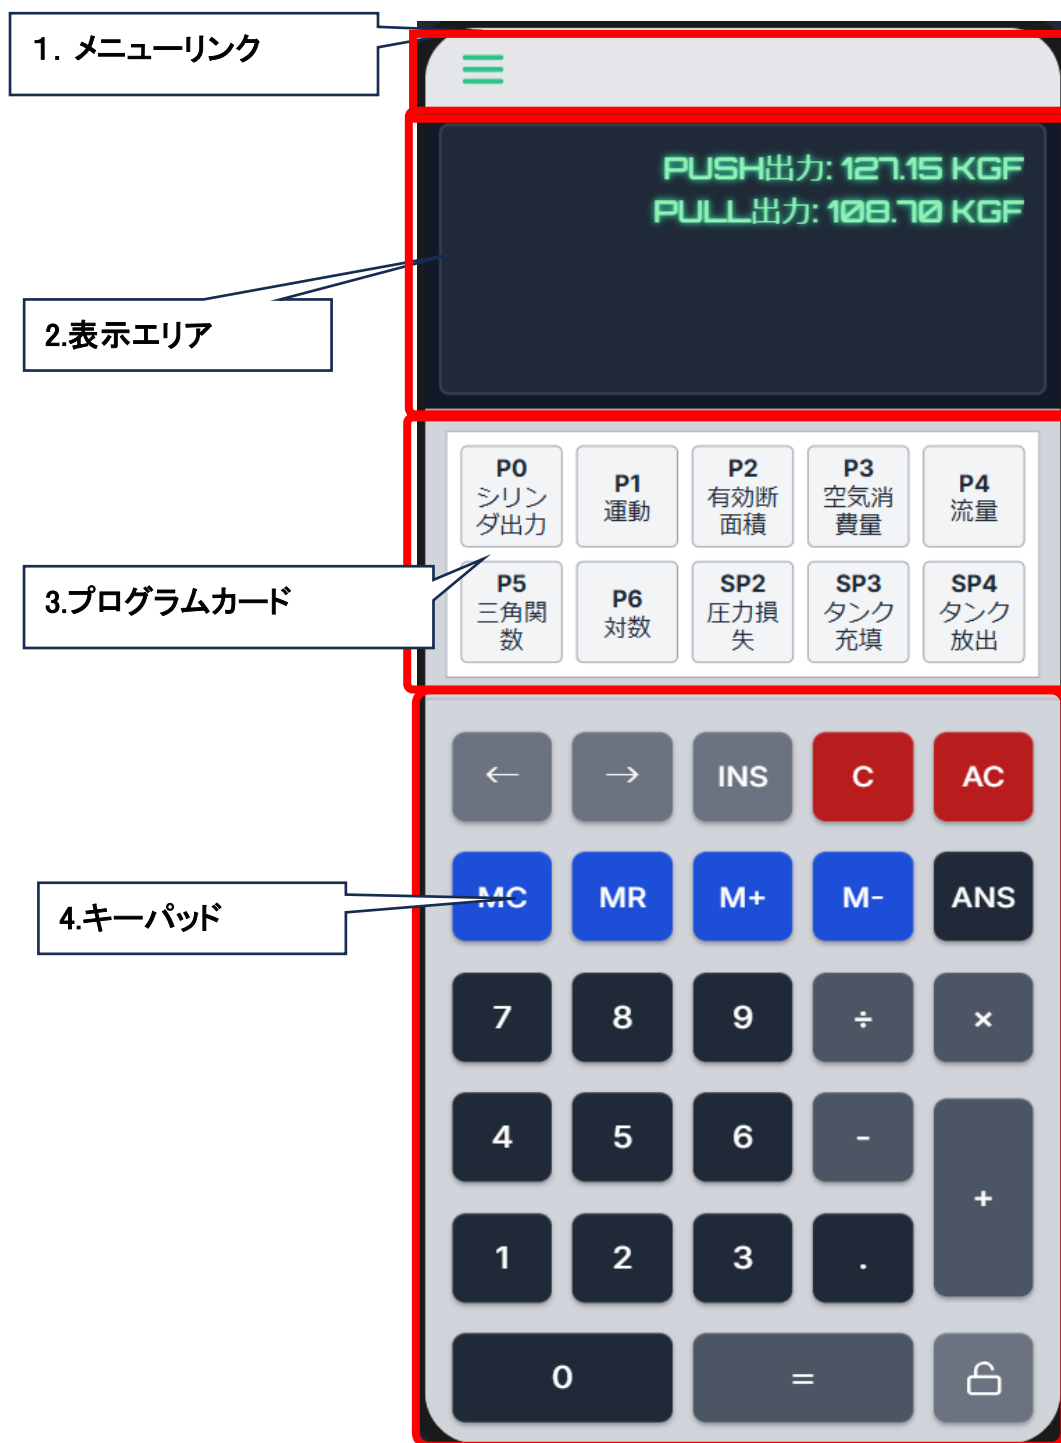 １．メニューリンク
PUSH出力: 127.15 KGF
PULL出力: 108.70 KGF
2.表示エリア
P0
シリン
ダ出力
P1
運動
P2
有効断
面積
P3
空気消
費量
P4
流量
3.プログラムカード
P5
三角関
数
P6
対数
SP2
圧力損
失
SP3
タンク
充填
SP4
タンク
放出
← → INS C AC
4.キーパッド
MC MR M+ M- ANS
7 8 9 ÷ ×
4 5 6 -
+
1 2 3 .
0 =